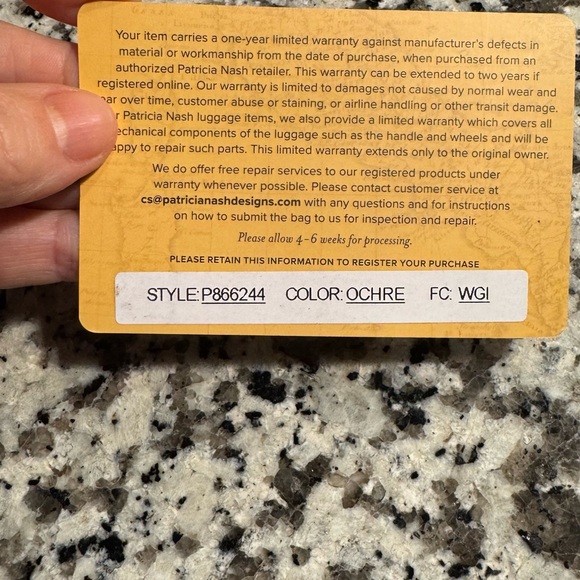 Your item carries a one-year limited warranty against manufacturer's defects in
material or workmanship from the date of purchase, when purchased from an
authorized Patricia Nash retailer. This warranty can be extended to two years if
registered online. Our warranty is limited to damages not caused by normal wear and
ear over time, customer abuse or staining, or airline handling or other transit damage.
r Patricia Nash luggage items, we also provide a limited warranty which covers all
echanical components of the luggage such as the handle and wheels and will be
appy to repair such parts. This limited warranty extends only to the original owner.
We do offer free repair services to our registered products under
warranty whenever possible. Please contact customer service at
cs@patricianashdesigns.com with any questions and for instructions
on how to submit the bag to us for inspection and repair.
Please allow 4-6 weeks for processing.
PLEASE RETAIN THIS INFORMATION TO REGISTER YOUR PURCHASE
STYLE: P866244 COLOR: OCHRE FC: WGI